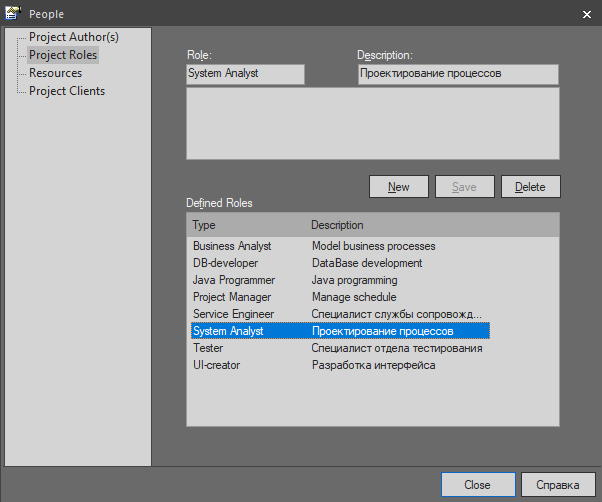 People
Project Author(s)
Project Roles
Resources
Project Clients
Role: Description:
System Analyst Проектирование процессов
New Save Delete
Defined Roles
Type Description
Business Analyst Model business processes
DB-developer DataBase development
Java Programmer Java programming
Project Manager Manage schedule
Service Engineer Специалист службы сопровожд...
System Analyst Проектирование процессов
Tester Специалист отдела тестирования
UI-creator Разработка интерфейса
Close Справка